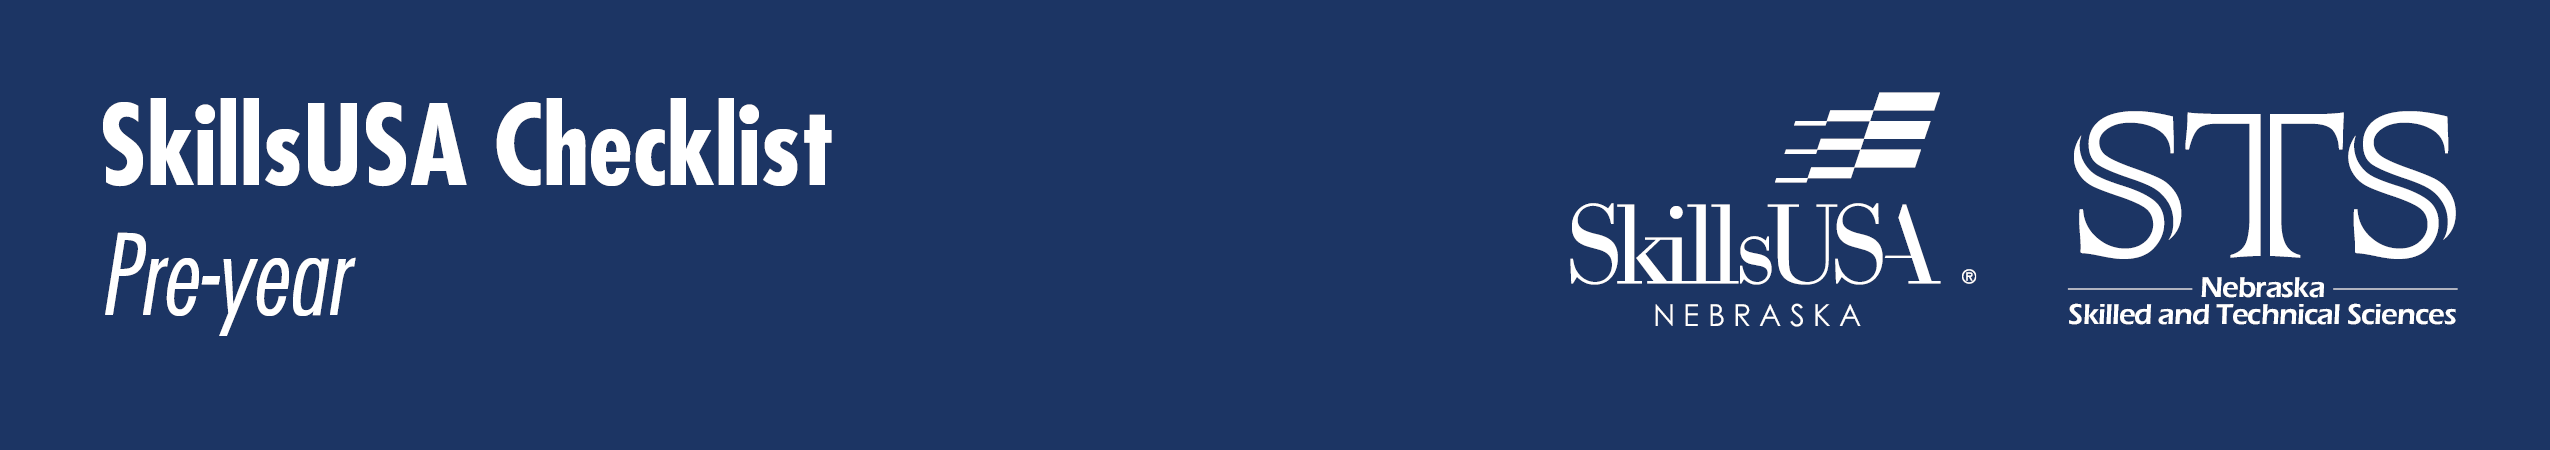 SkillsUSA Checklist
Pre-year
SkillsUSA ®
NEBRASKA
STS
Nebraska
Skilled and Technical Sciences